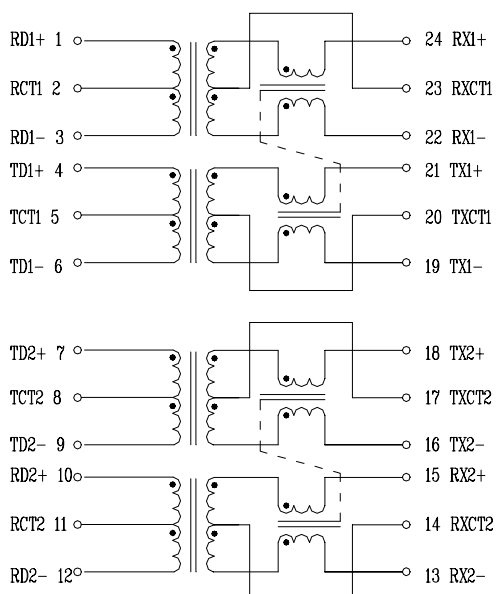 RD1+ 1 24 RX1+
RCT1 2 23 RXCT1
RD1- 3 22 RX1-
TD1+ 4 21 TX1+
TCT1 5 20 TXCT1
TD1- 6 19 TX1-
TD2+ 7 18 TX2+
TCT2 8 17 TXCT2
TD2- 9 16 TX2-
RD2+ 10 15 RX2+
RCT2 11 14 RXCT2
RD2- 12 13 RX2-